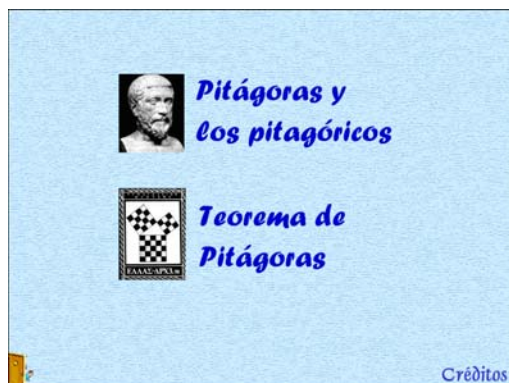 Pitágoras y
los pitagóricos
Teorema de
Pitágoras
Créditos